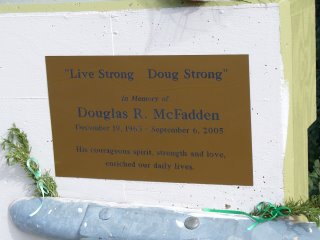 "Live Strong Doug Strong"
In Memory of
Douglas R. McFadden
December 19, 1963 - September 6, 2005
His courageous spirit, strength and love,
enriched our daily lives.